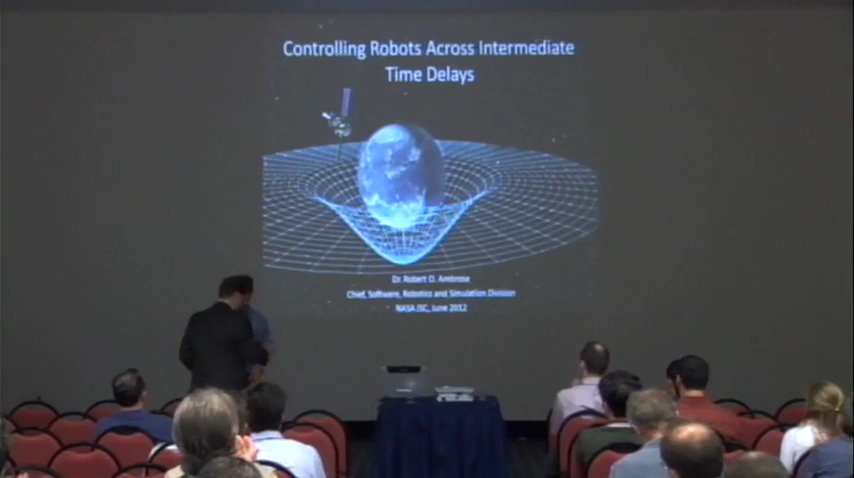 Controlling Robots Across Intermediate
Time Delays
Dr. Robert O. Ambrose
Chief, Software, Robotics and Simulation Division
NASA JSC, June 2012